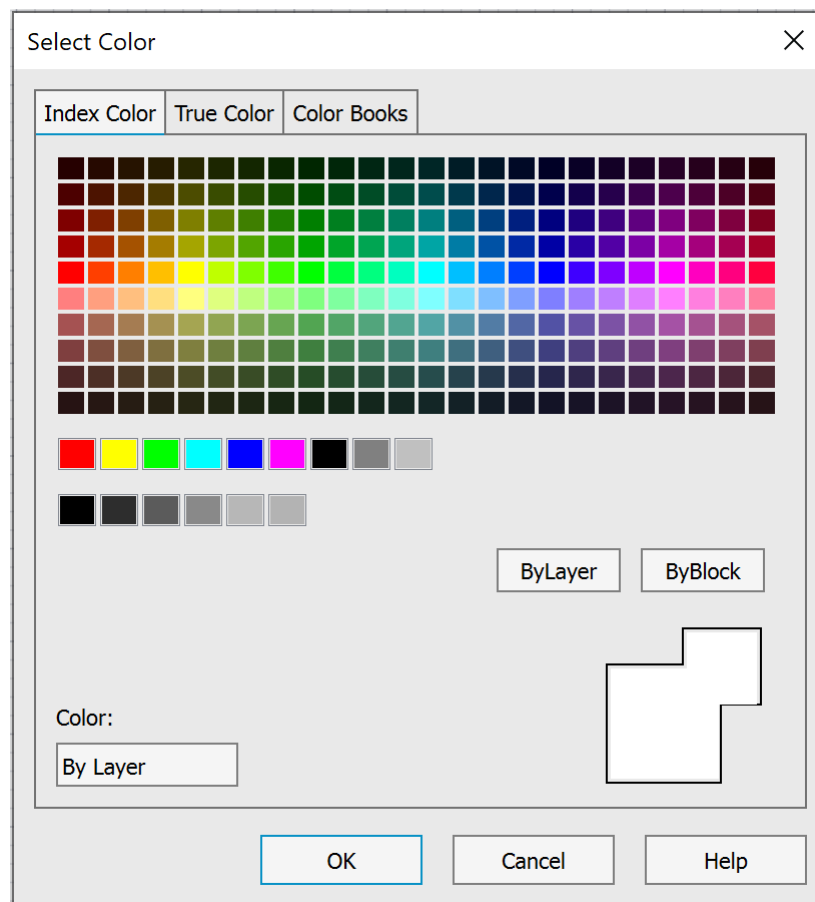 Select Color
Index Color True Color Color Books
ByLayer ByBlock
Color:
By Layer
OK Cancel Help